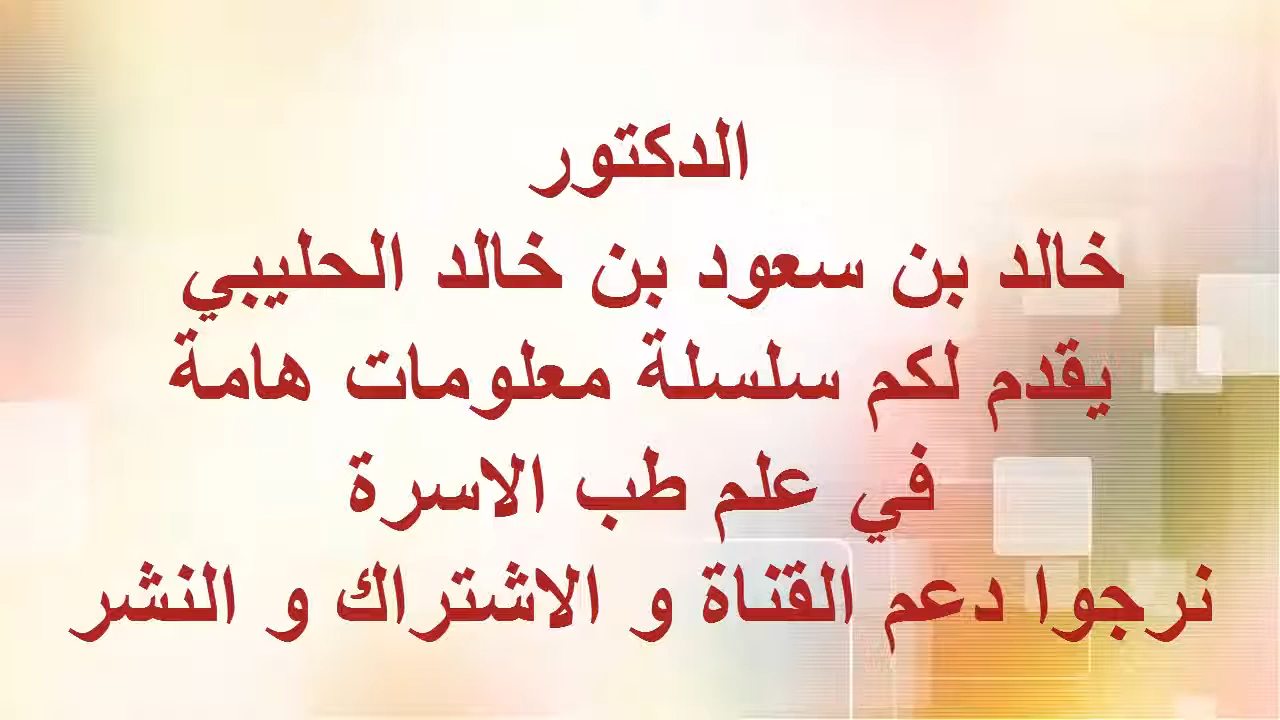 الدكتور
خالد بن سعود بن خالد الحليبي
يقدم لكم سلسلة معلومات هامة
في علم طب الاسرة
نرجوا دعم القناة و الاشتراك و النشر